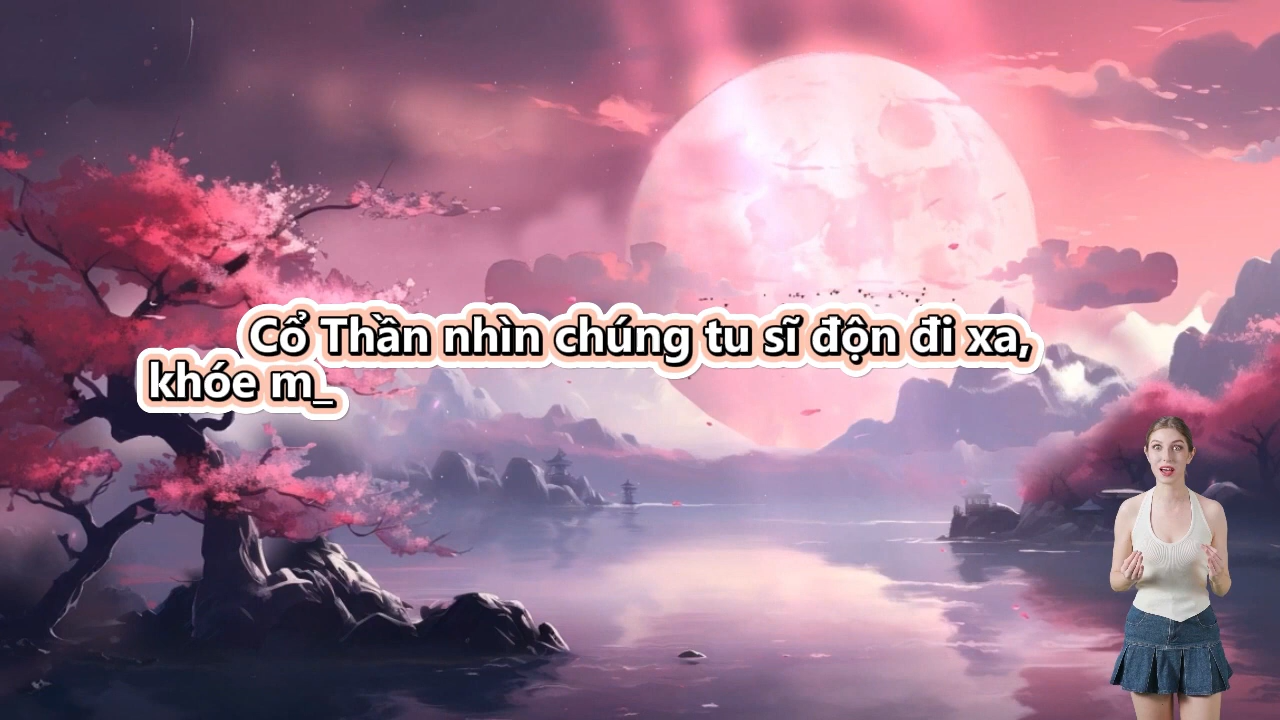 Cổ Thần nhìn chúng tu sĩ độn đi xa,
khóe m_